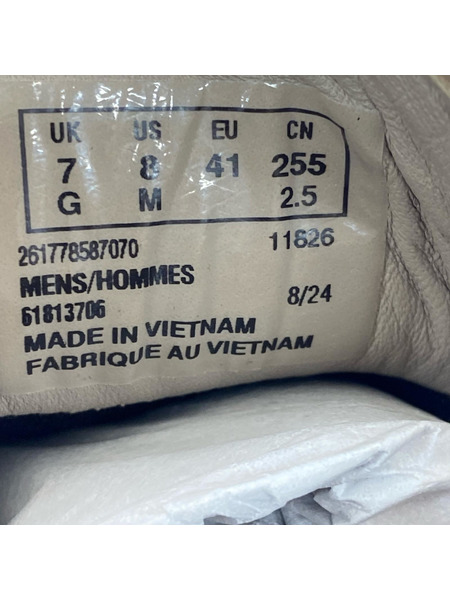 UK US EU CN
7 8 41 255
G M 2.5
261778587070 11826
MENS/HOMMES
61813706 8/24
MADE IN VIETNAM
FABRIQUE AU VIETNAM